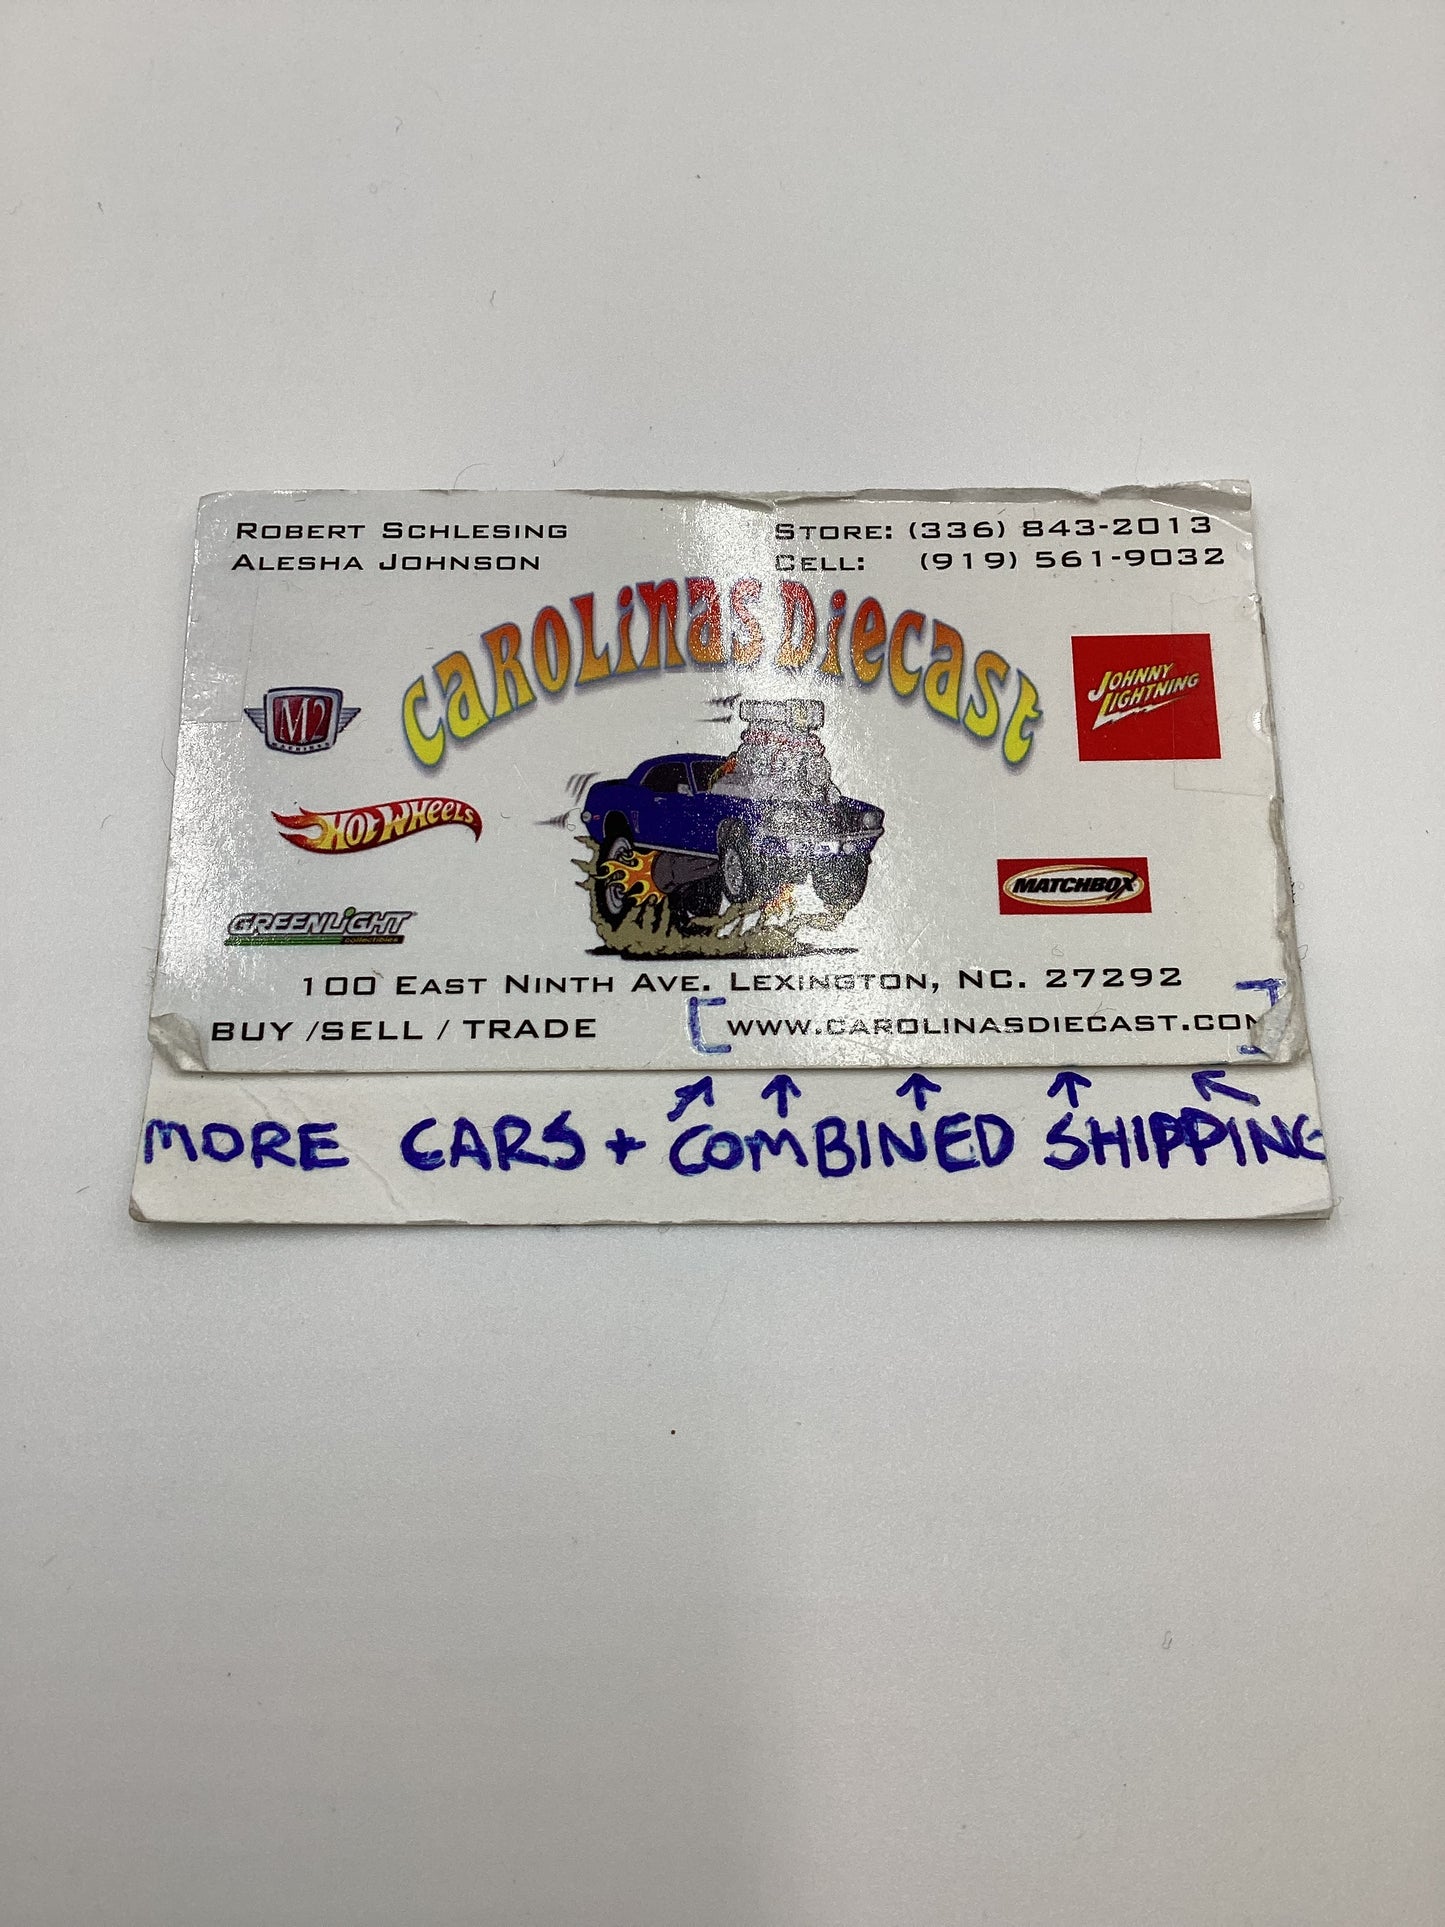 ROBERT SCHLESING
ALESHA JOHNSON
STORE: (336) 843-2013
CELL: (919) 561-9032
CAROLINAS DIECAST
M2
MACHINES
JOHNNY
LIGHTNING
HOT WHEELS
MATCHBOX
GREENLIGHT
collectibles
100 EAST NINTH AVE. LEXINGTON, NC. 27292
BUY /SELL / TRADE
[ WWW.CAROLINASDIECAST.COM ]
MORE CARS + COMBINED SHIPPING